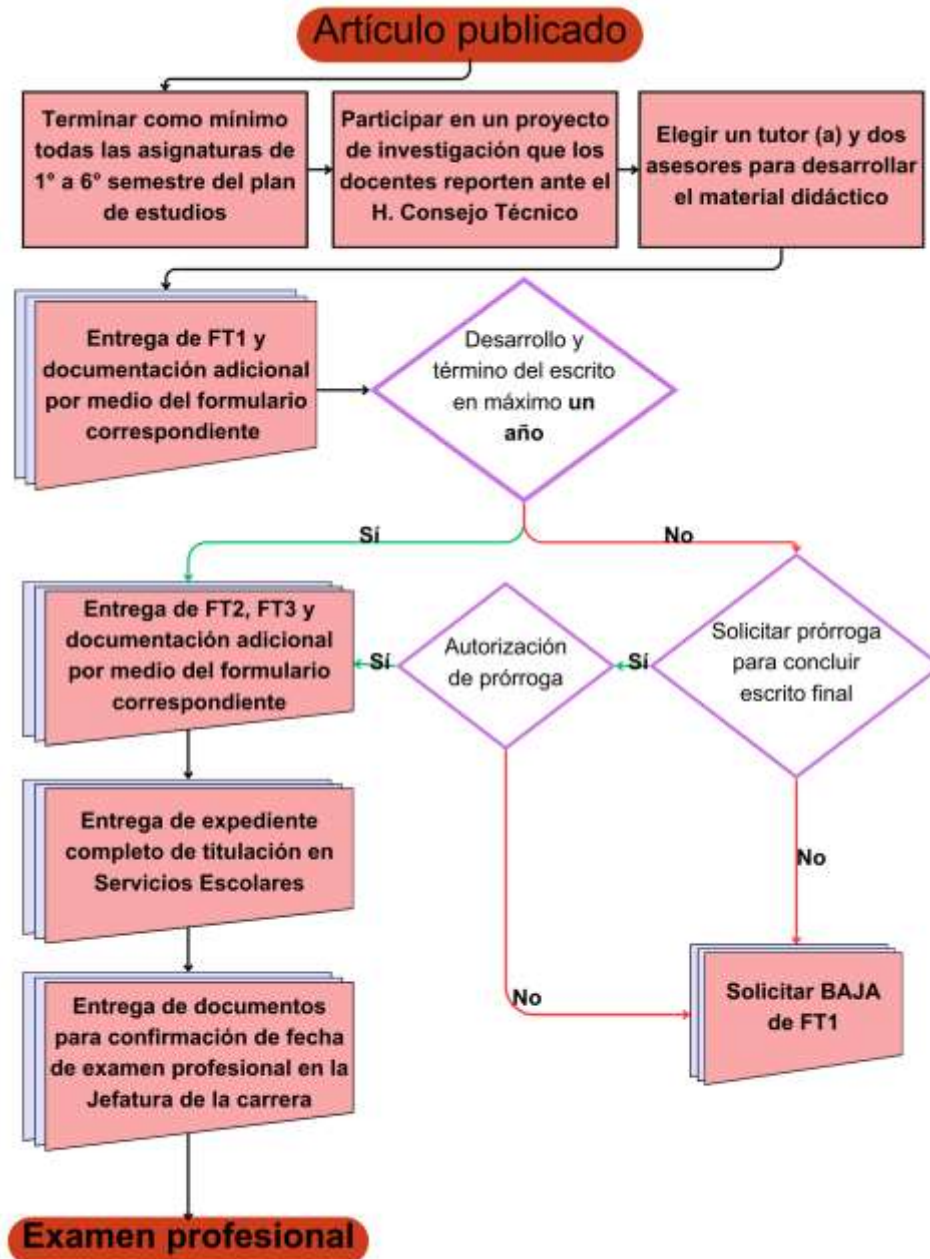 Artículo publicado
Terminar como mínimo
todas las asignaturas de
1° a 6° semestre del plan
de estudios
Participar en un proyecto
de investigación que los
docentes reporten ante el
H. Consejo Técnico
Elegir un tutor (a) y dos
asesores para desarrollar
el material didáctico
Entrega de FT1 y
documentación adicional
por medio del formulario
correspondiente
Desarrollo y
término del escrito
en máximo un
año
Sí
No
Entrega de FT2, FT3 y
documentación adicional
por medio del formulario
correspondiente
Sí
Autorización
de prórroga
Sí
Solicitar prórroga
para concluir
escrito final
Entrega de expediente
completo de titulación en
Servicios Escolares
No
No
Solicitar BAJA
de FT1
Entrega de documentos
para confirmación de fecha
de examen profesional en la
Jefatura de la carrera
Examen profesional